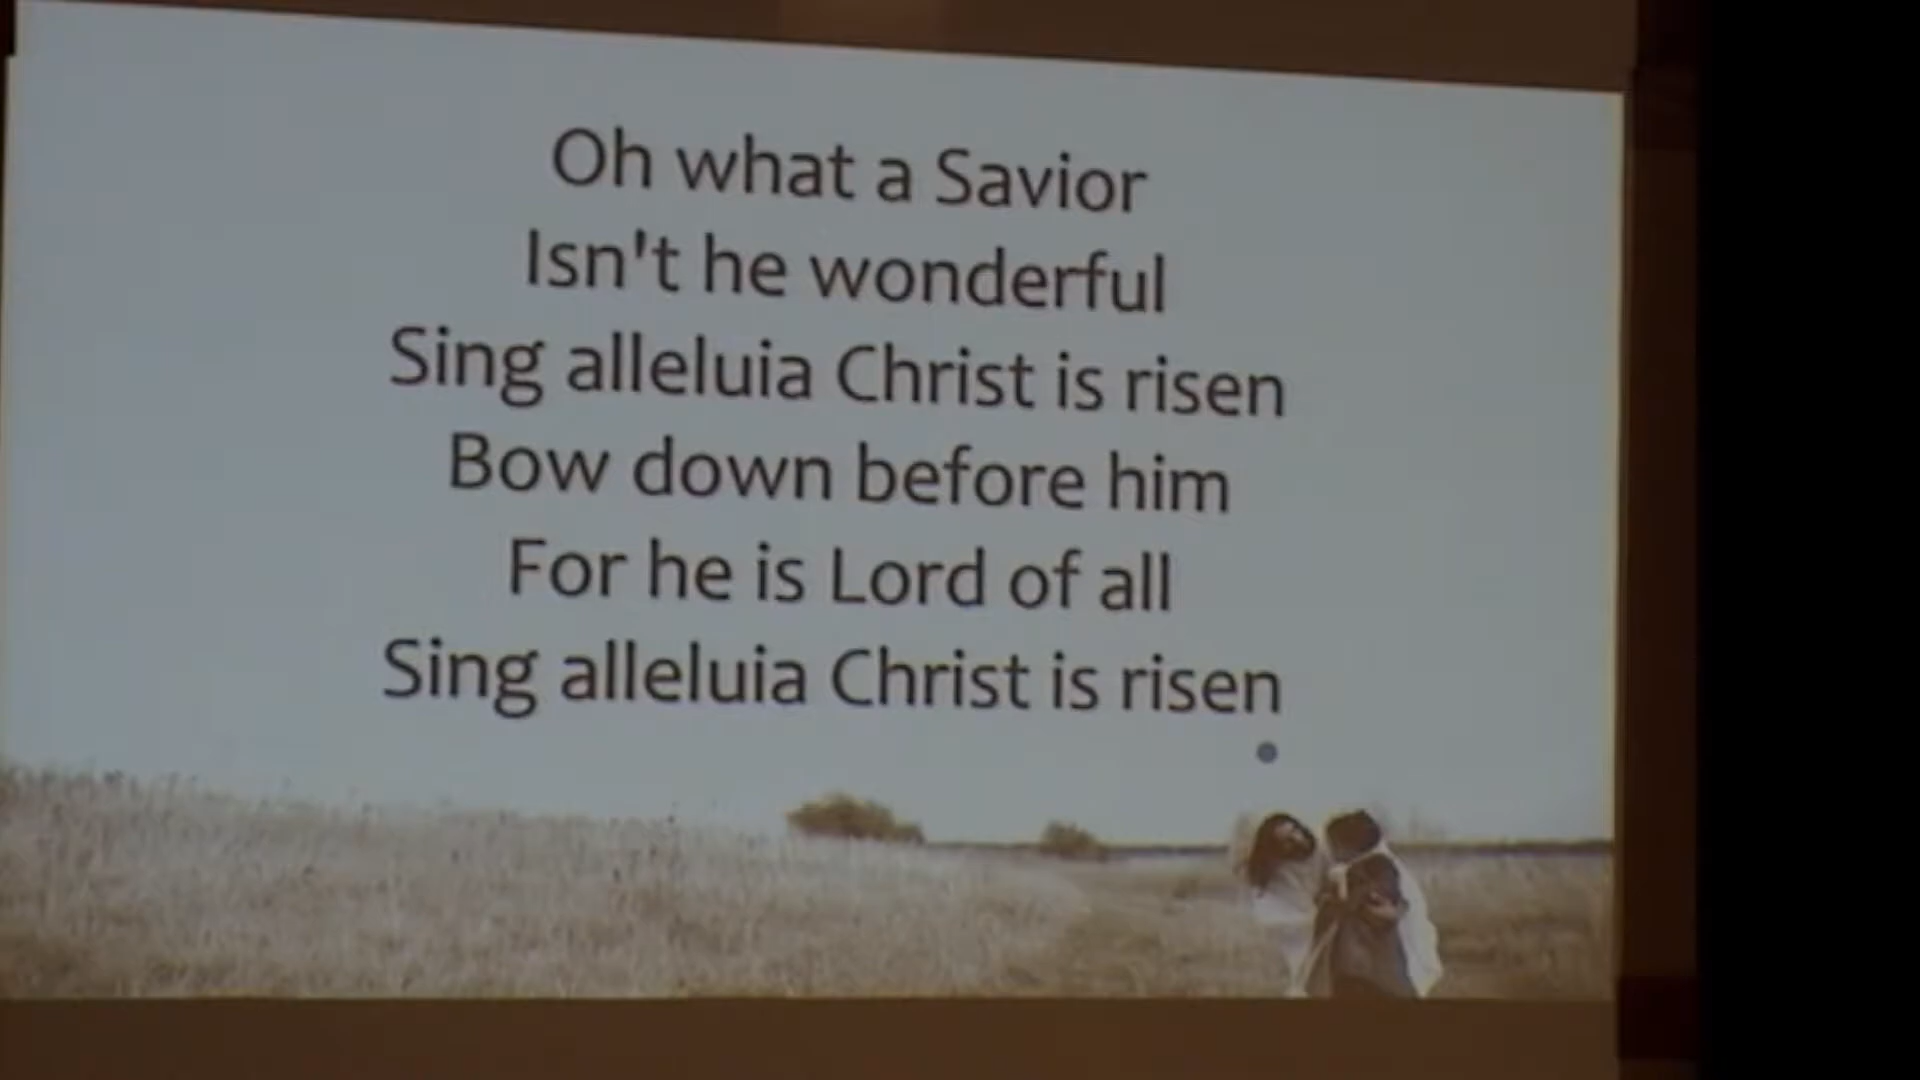 Oh what a Savior
Isn't he wonderful
Sing alleluia Christ is risen
Bow down before him
For he is Lord of all
Sing alleluia Christ is risen